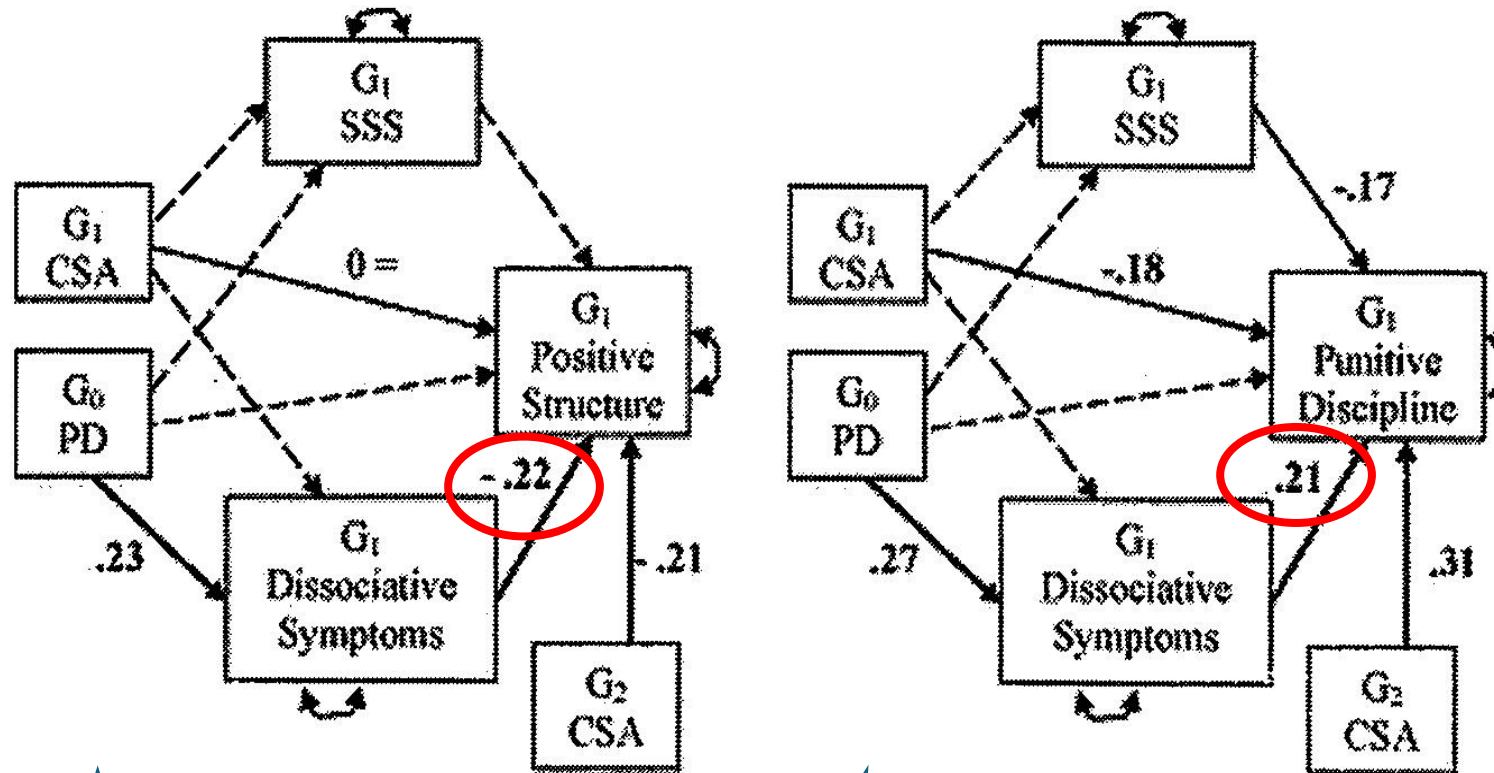 G₁
SSS
G₁
CSA
0 =
G₁
Positive
Structure
G₀
PD
- .22
.23
G₁
Dissociative
Symptoms
- .21
G₂
CSA
G₁
SSS
-.17
G₁
CSA
-.18
G₁
Punitive
Discipline
G₀
PD
.21
.27
G₁
Dissociative
Symptoms
.31
G₂
CSA